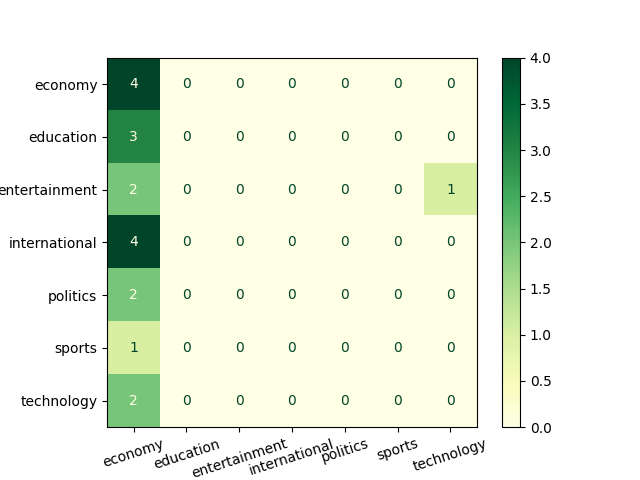 4.0
economy 4 0 0 0 0 0 0
3.5
education 3 0 0 0 0 0 0
3.0
entertainment 2 0 0 0 0 0 1
2.5
international 4 0 0 0 0 0 0
2.0
1.5
politics 2 0 0 0 0 0 0
1.0
sports 1 0 0 0 0 0 0
0.5
technology 2 0 0 0 0 0 0
0.0
economy education entertainment international politics sports technology